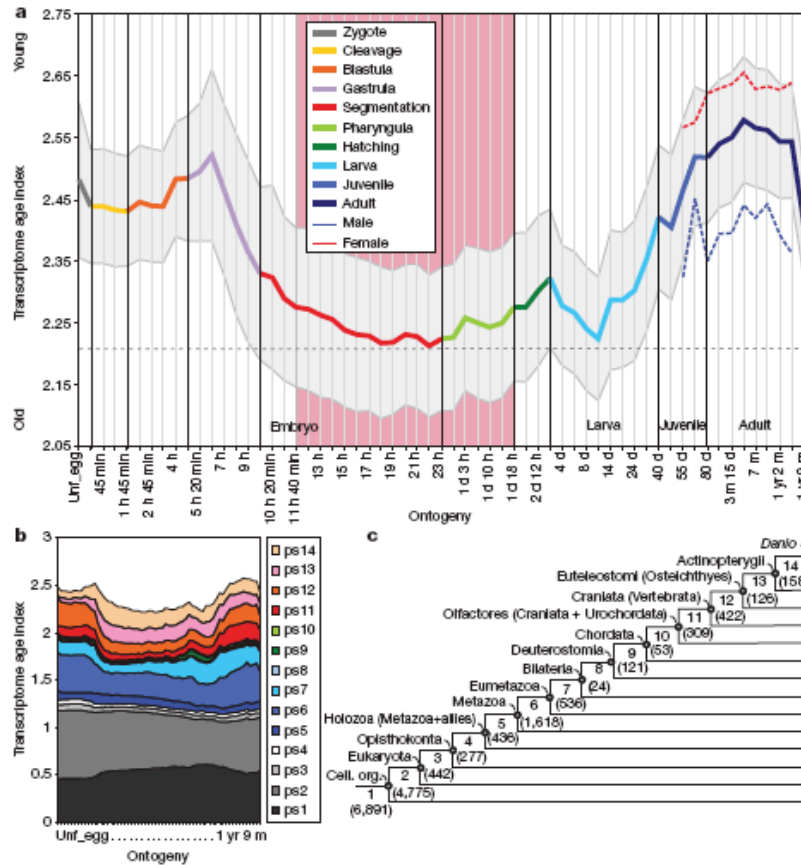 a
Young
Transcriptome age index
Old
2.75
2.65
2.55
2.45
2.35
2.25
2.15
2.05
Zygote
Cleavage
Blastula
Gastrula
Segmentation
Pharyngula
Hatching
Larva
Juvenile
Adult
Male
Female
Embryo
Larva
Juvenile
Adult
Unf_egg
45 min
1 h 45 min
2 h 45 min
4 h
5 h 20 min
7 h
9 h
10 h 20 min
11 h 40 min
13 h
15 h
17 h
19 h
21 h
23 h
1 d 3 h
1 d 10 h
1 d 18 h
2 d 12 h
4 d
8 d
14 d
24 d
40 d
55 d
80 d
3 m 15 d
7 m
1 yr 2 m
Ontogeny
b
Transcriptome age index
3
2.5
2
1.5
1
0.5
0
Unf_egg..................1 yr 9 m
Ontogeny
ps14
ps13
ps12
ps11
ps10
ps9
ps8
ps7
ps6
ps5
ps4
ps3
ps2
ps1
c
Danio
Actinopterygii
14
(158
Euteleostomi (Osteichthyes)
13
(126)
Craniata (Vertebrata)
12
(422)
Olfactores (Craniata + Urochordata)
11
(309)
Chordata
10
(53)
Deuterostomia
9
(121)
Bilateria
8
(24)
Eumetazoa
7
(536)
Metazoa
6
(1,618)
Holozoa (Metazoa+allies)
5
(436)
Opisthokonta
4
(277)
Eukaryota
3
(442)
Cell. org.
2
(4,775)
1
(6,891)